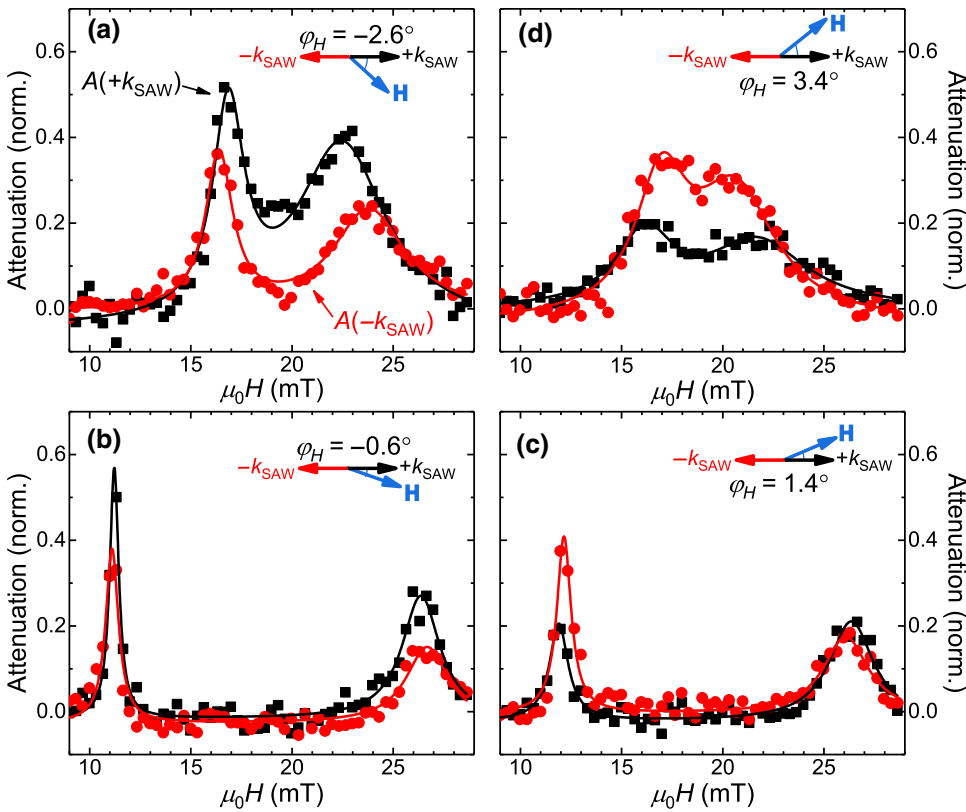 (a)
φH = −2.6°
−kSAW
+kSAW
H
A(+kSAW)
A(−kSAW)
Attenuation (norm.)
0.6
0.4
0.2
0.0
10 15 20 25
μ0H (mT)
(d)
H
−kSAW
+kSAW
φH = 3.4°
Attenuation (norm.)
0.6
0.4
0.2
0.0
10 15 20 25
μ0H (mT)
(b)
φH = −0.6°
−kSAW
+kSAW
H
Attenuation (norm.)
0.6
0.4
0.2
0.0
10 15 20 25
μ0H (mT)
(c)
H
−kSAW
+kSAW
φH = 1.4°
Attenuation (norm.)
0.6
0.4
0.2
0.0
10 15 20 25
μ0H (mT)